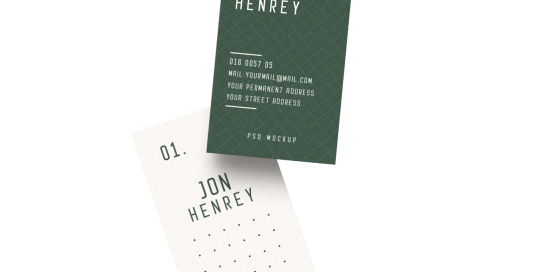 HENREY
016 0057 05
MAIL.YOURMAIL@MAIL.COM
YOUR PERMANENT ADDRESS
YOUR STREET ADDRESS
PSD MOCKUP
01.
JON
HENREY